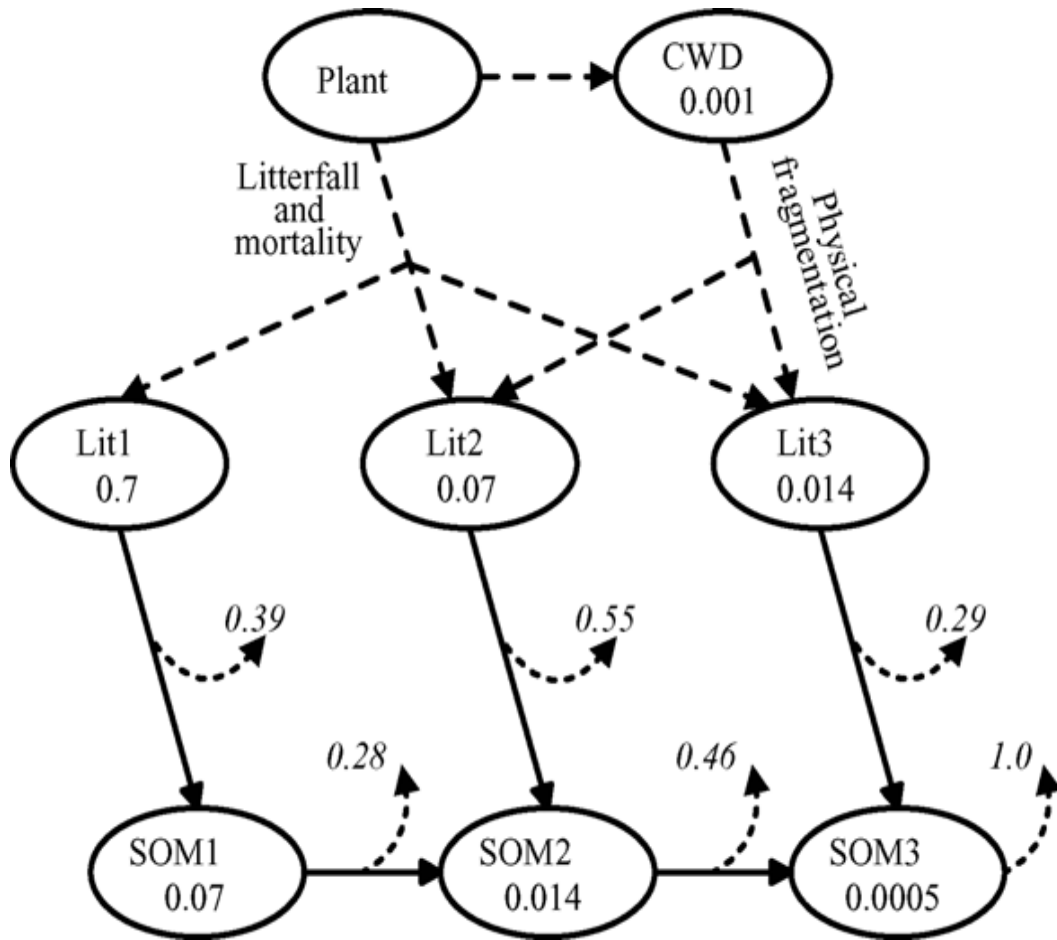 Plant
CWD
0.001
Litterfall
and
mortality
Physical
fragmentation
Lit1
0.7
Lit2
0.07
Lit3
0.014
0.39
0.55
0.29
0.28
0.46
1.0
SOM1
0.07
SOM2
0.014
SOM3
0.0005